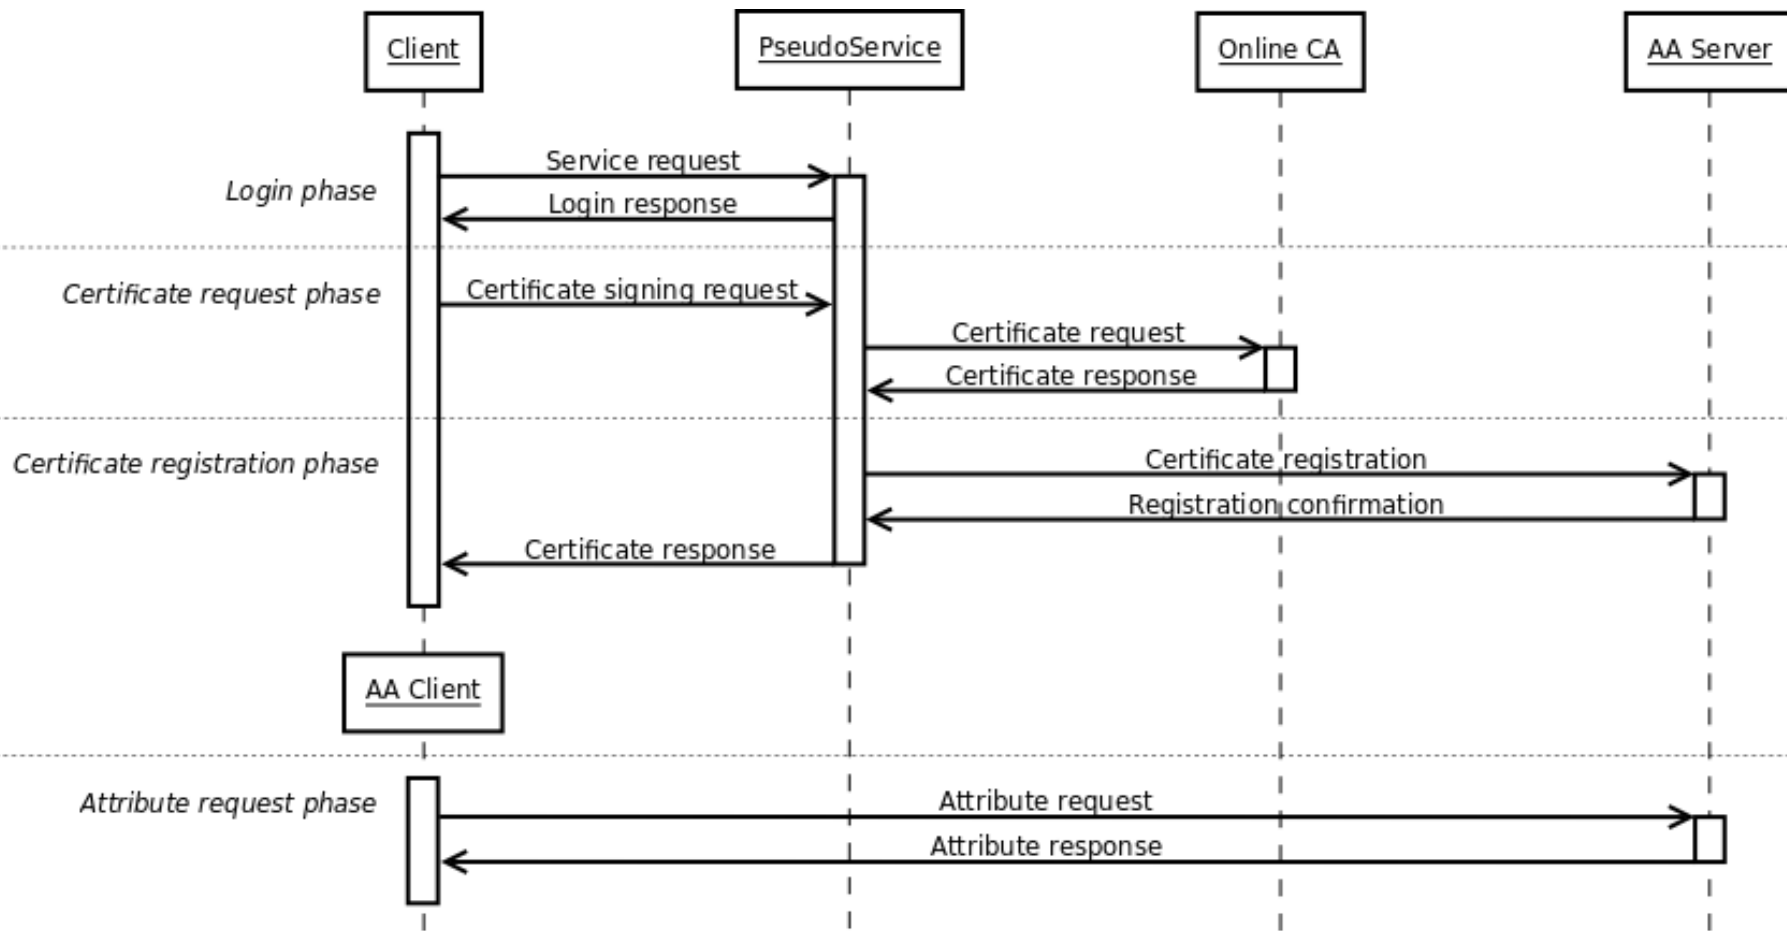 Client
PseudoService
Online CA
AA Server
Service request
Login phase
Login response
Certificate request phase
Certificate signing request
Certificate request
Certificate response
Certificate registration phase
Certificate registration
Registration confirmation
Certificate response
AA Client
Attribute request phase
Attribute request
Attribute response